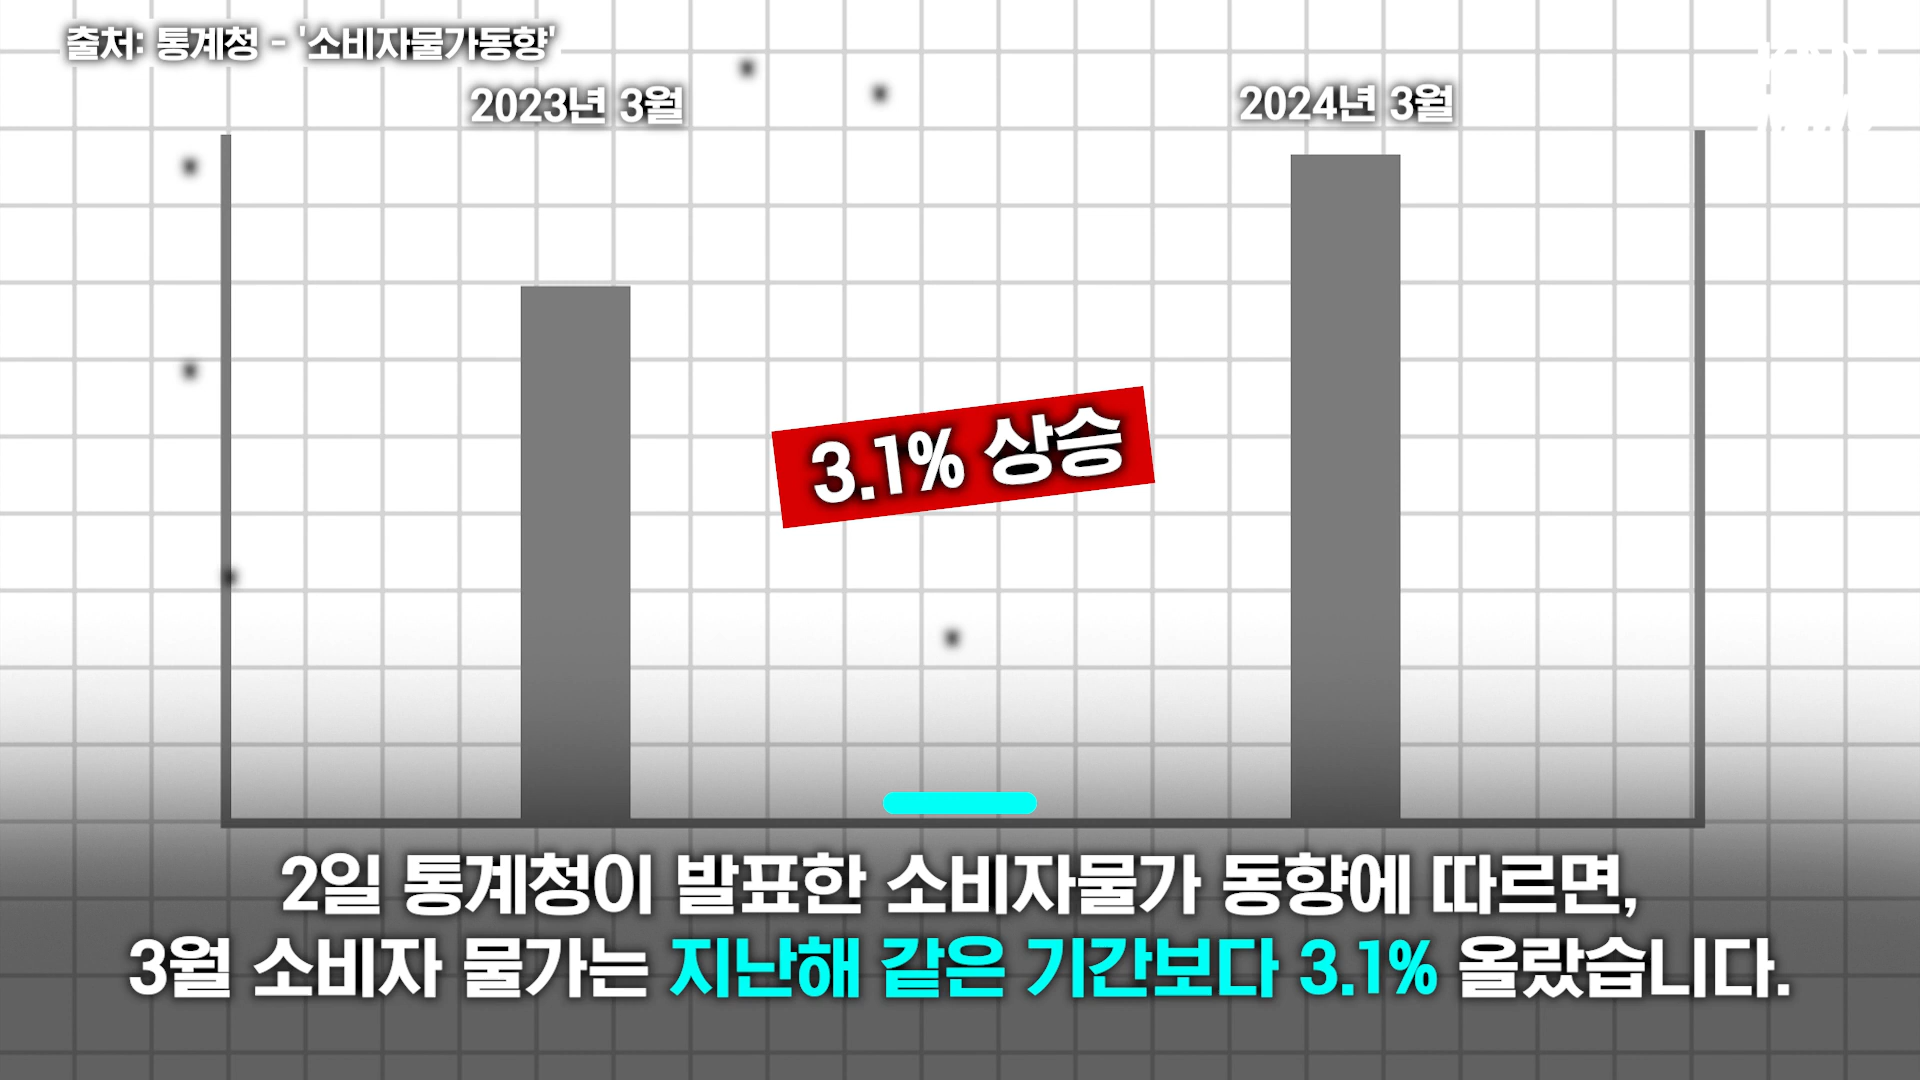 출처: 통계청 - '소비자물가동향'
2023년 3월
2024년 3월
3.1% 상승
2일 통계청이 발표한 소비자물가 동향에 따르면,
3월 소비자 물가는 지난해 같은 기간보다 3.1% 올랐습니다.